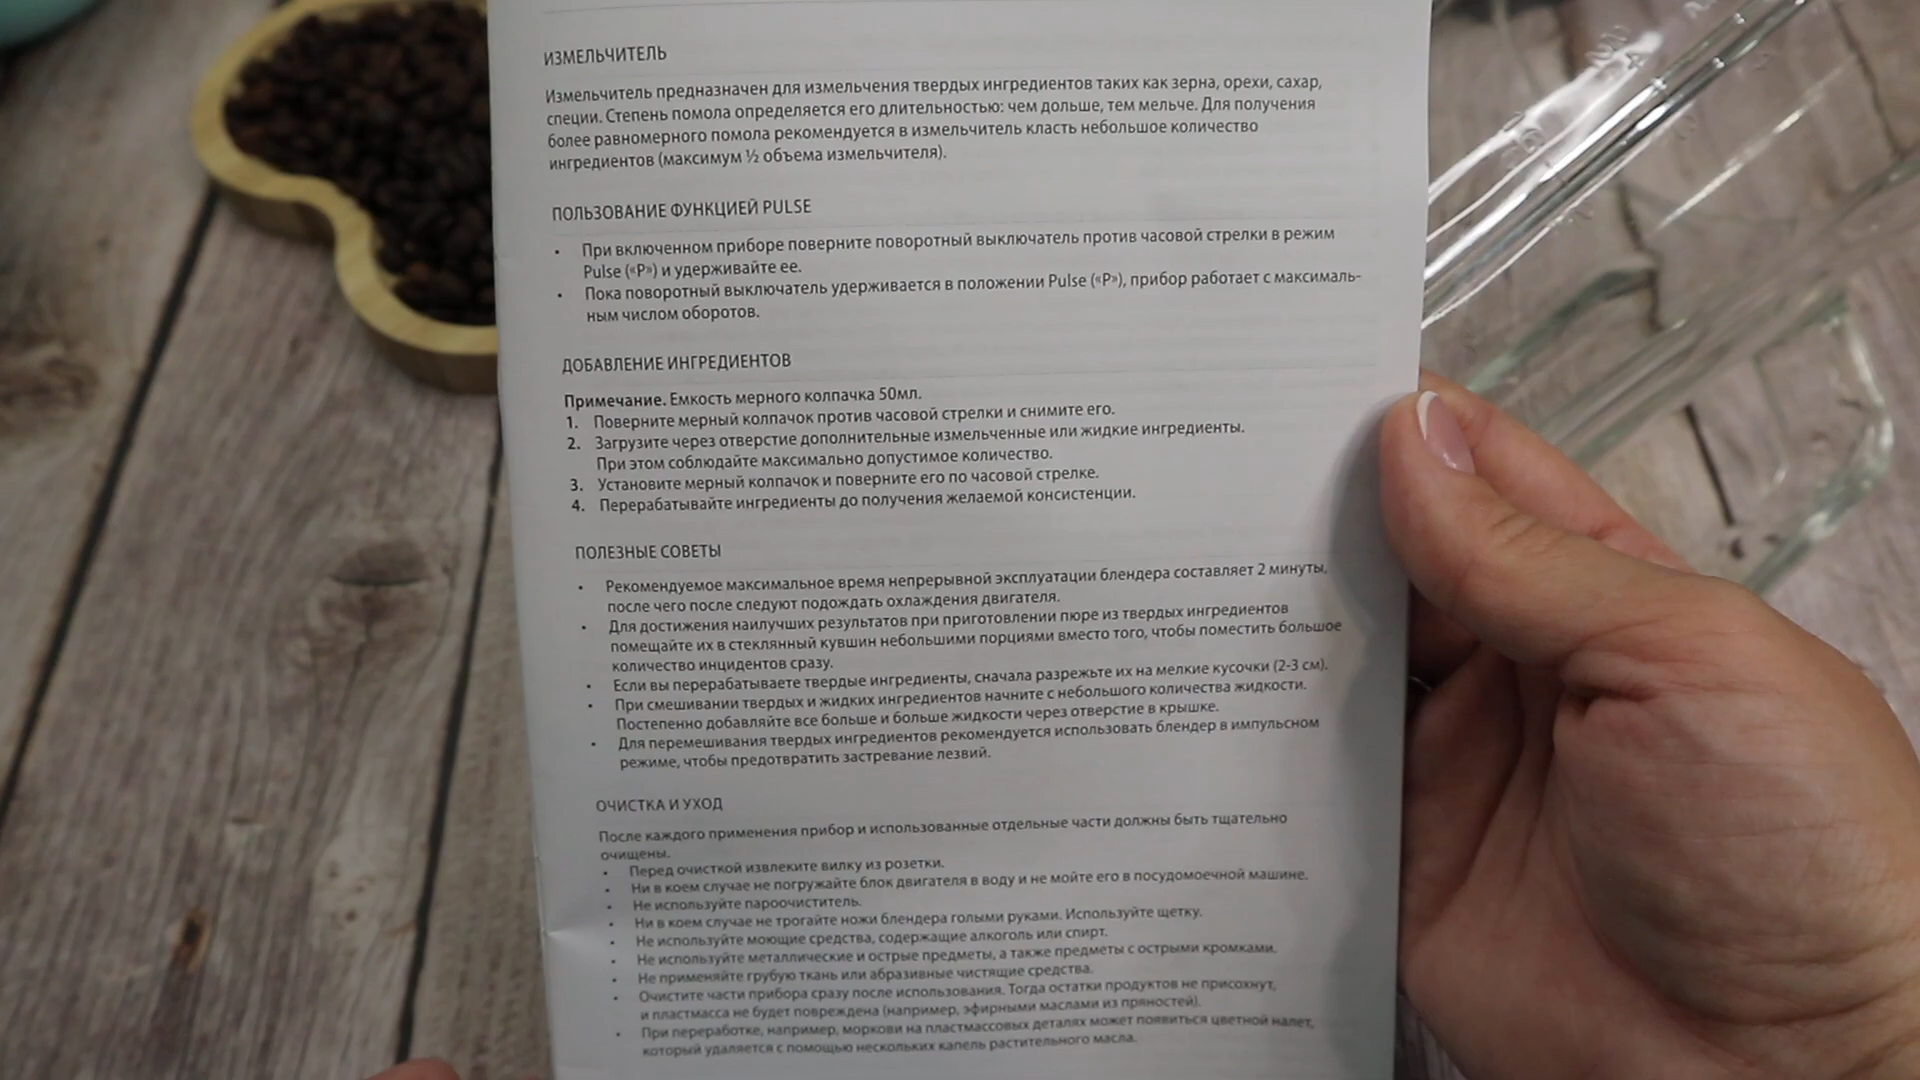 ИЗМЕЛЬЧИТЕЛЬ
Измельчитель предназначен для измельчения твердых ингредиентов таких как зерна, орехи, сахар,
специи. Степень помола определяется его длительностью: чем дольше, тем мельче. Для получения
более равномерного помола рекомендуется в измельчитель класть небольшое количество
ингредиентов (максимум ½ объема измельчителя).
ПОЛЬЗОВАНИЕ ФУНКЦИЕЙ PULSE
• При включенном приборе поверните поворотный выключатель против часовой стрелки в режим
Pulse («P») и удерживайте ее.
• Пока поворотный выключатель удерживается в положении Pulse («P»), прибор работает с максималь-
ным числом оборотов.
ДОБАВЛЕНИЕ ИНГРЕДИЕНТОВ
Примечание. Емкость мерного колпачка 50мл.
1. Поверните мерный колпачок против часовой стрелки и снимите его.
2. Загрузите через отверстие дополнительные измельченные или жидкие ингредиенты.
При этом соблюдайте максимально допустимое количество.
3. Установите мерный колпачок и поверните его по часовой стрелке.
4. Перерабатывайте ингредиенты до получения желаемой консистенции.
ПОЛЕЗНЫЕ СОВЕТЫ
• Рекомендуемое максимальное время непрерывной эксплуатации блендера составляет 2 минуты,
после чего после следуют подождать охлаждения двигателя.
• Для достижения наилучших результатов при приготовлении пюре из твердых ингредиентов
помещайте их в стеклянный кувшин небольшими порциями вместо того, чтобы поместить большое
количество инцидентов сразу.
• Если вы перерабатываете твердые ингредиенты, сначала разрежьте их на мелкие кусочки (2-3 см).
• При смешивании твердых и жидких ингредиентов начните с небольшого количества жидкости.
Постепенно добавляйте все больше и больше жидкости через отверстие в крышке.
• Для перемешивания твердых ингредиентов рекомендуется использовать блендер в импульсном
режиме, чтобы предотвратить застревание лезвий.
ОЧИСТКА И УХОД
После каждого применения прибор и использованные отдельные части должны быть тщательно
очищены.
• Перед очисткой извлеките вилку из розетки.
• Ни в коем случае не погружайте блок двигателя в воду и не мойте его в посудомоечной машине.
• Не используйте пароочиститель.
• Ни в коем случае не трогайте ножи блендера голыми руками. Используйте щетку.
• Не используйте моющие средства, содержащие алкоголь или спирт.
• Не используйте металлические и острые предметы, а также предметы с острыми кромками.
• Не применяйте грубую ткань или абразивные чистящие средства.
• Очистите части прибора сразу после использования. Тогда остатки продуктов не присохнут,
и пластмасса не будет повреждена (например, эфирными маслами из пряностей).
• При переработке, например, моркови на пластмассовых деталях может появиться цветной налет,
который удаляется с помощью нескольких капель растительного масла.